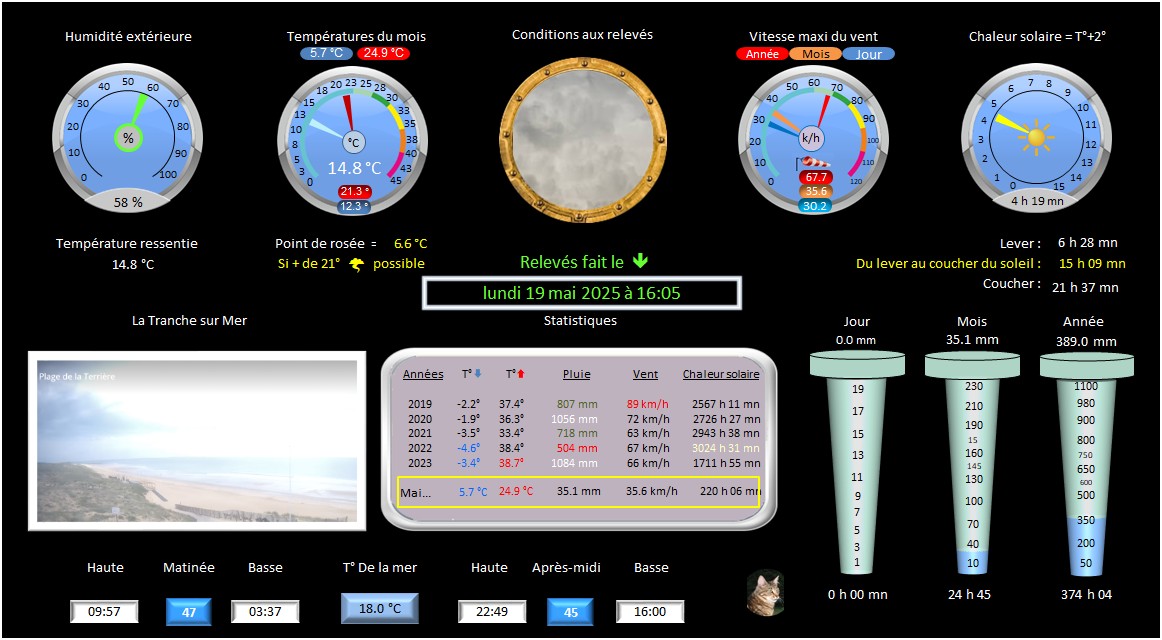 Humidité extérieure
Températures du mois
5.7 °C 24.9 °C
Conditions aux relevés
Vitesse maxi du vent
Année Mois Jour
Chaleur solaire = T°+2°
0 10 20 30 40 50 60 70 80 90 100
%
58 %
0 3 5 8 10 13 15 18 20 23 25 28 30 33 35 38 40 43 45
°C
14.8 °C
21.3 °
12.3 °
0 10 20 30 40 50 60 70 80 90 100 110 120
k/h
67.7
35.6
30.2
0 1 2 3 4 5 6 7 8 9 10 11 12 13 14 15
4 h 19 mn
Température ressentie
14.8 °C
Point de rosée = 6.6 °C
Si + de 21° possible
Relevés fait le
lundi 19 mai 2025 à 16:05
Lever : 6 h 28 mn
Du lever au coucher du soleil : 15 h 09 mn
Coucher : 21 h 37 mn
La Tranche sur Mer
Plage de la Terrière
Statistiques
Années T° T° Pluie Vent Chaleur solaire
2019 -2.2° 37.4° 807 mm 89 km/h 2567 h 11 mn
2020 -1.9° 36.3° 1056 mm 72 km/h 2726 h 27 mn
2021 -3.5° 33.4° 718 mm 63 km/h 2943 h 38 mn
2022 -4.6° 38.4° 504 mm 67 km/h 3024 h 31 mn
2023 -3.4° 38.7° 1084 mm 66 km/h 1711 h 55 mn
Mai... 5.7 °C 24.9 °C 35.1 mm 35.6 km/h 220 h 06 mn
Jour
0.0 mm
19
17
15
13
11
9
7
5
3
1
0 h 00 mn
Mois
35.1 mm
230
210
190
15
160
145
130
100
70
40
10
24 h 45
Année
389.0 mm
1100
980
900
800
750
650
600
500
350
200
50
374 h 04
Haute Matinée Basse
09:57 47 03:37
T° De la mer
18.0 °C
Haute Après-midi Basse
22:49 45 16:00